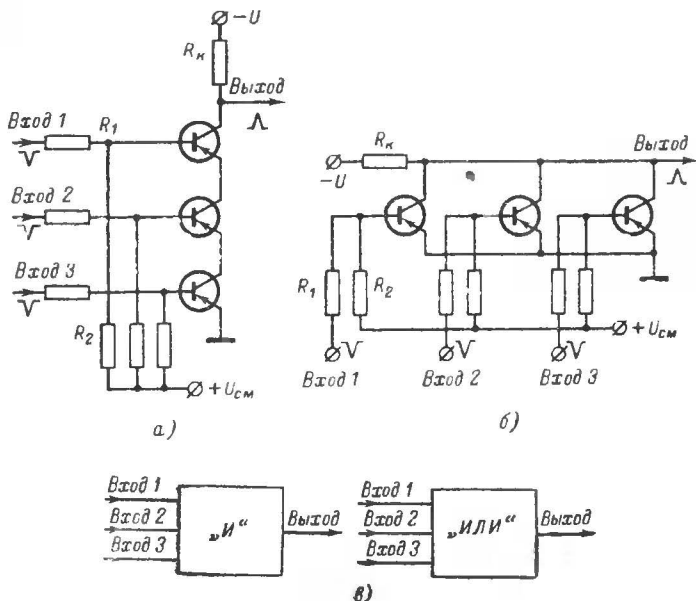 −U
Rк
Выход
Вход 1
R1
Вход 2
Вход 3
R2
+Uсм
а)
Rк
Выход
−U
R1
R2
+Uсм
Вход 1
Вход 2
Вход 3
б)
Вход 1
Вход 2
Вход 3
„И“
Выход
Вход 1
Вход 2
Вход 3
„ИЛИ“
Выход
в)